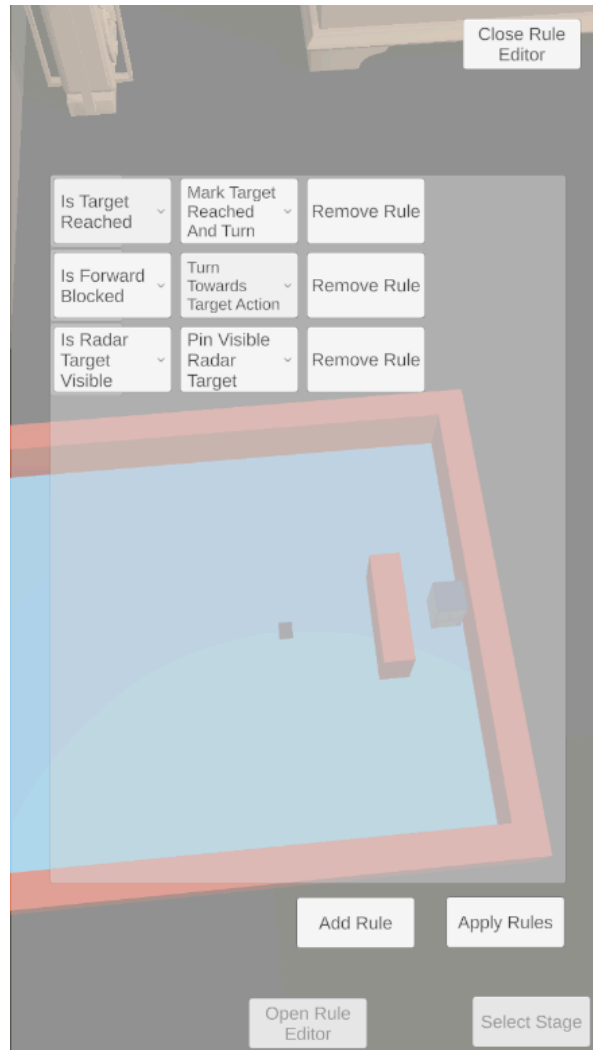 Close Rule
Editor
Is Target
Reached
Mark Target
Reached
And Turn
Remove Rule
Is Forward
Blocked
Turn
Towards
Target Action
Remove Rule
Is Radar
Target
Visible
Pin Visible
Radar
Target
Remove Rule
Add Rule
Apply Rules
Open Rule
Editor
Select Stage